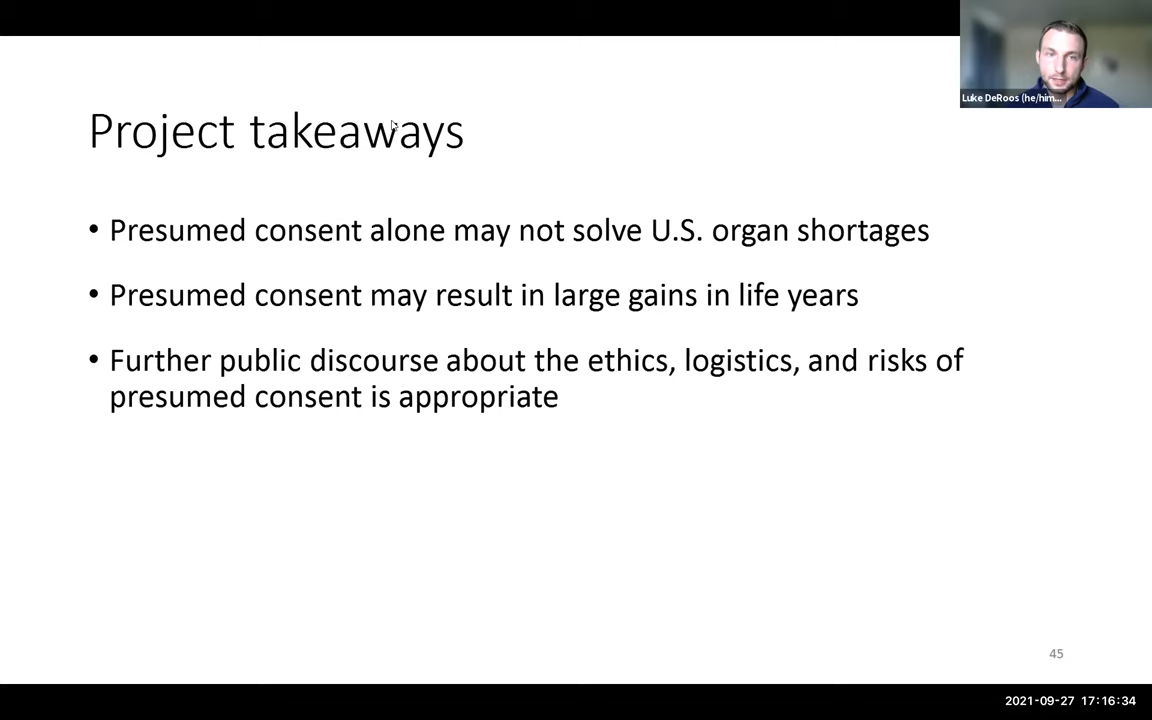 Luke DeRoos (he/him...
Project takeaways
• Presumed consent alone may not solve U.S. organ shortages
• Presumed consent may result in large gains in life years
• Further public discourse about the ethics, logistics, and risks of
presumed consent is appropriate
45
2021-09-27 17:16:34